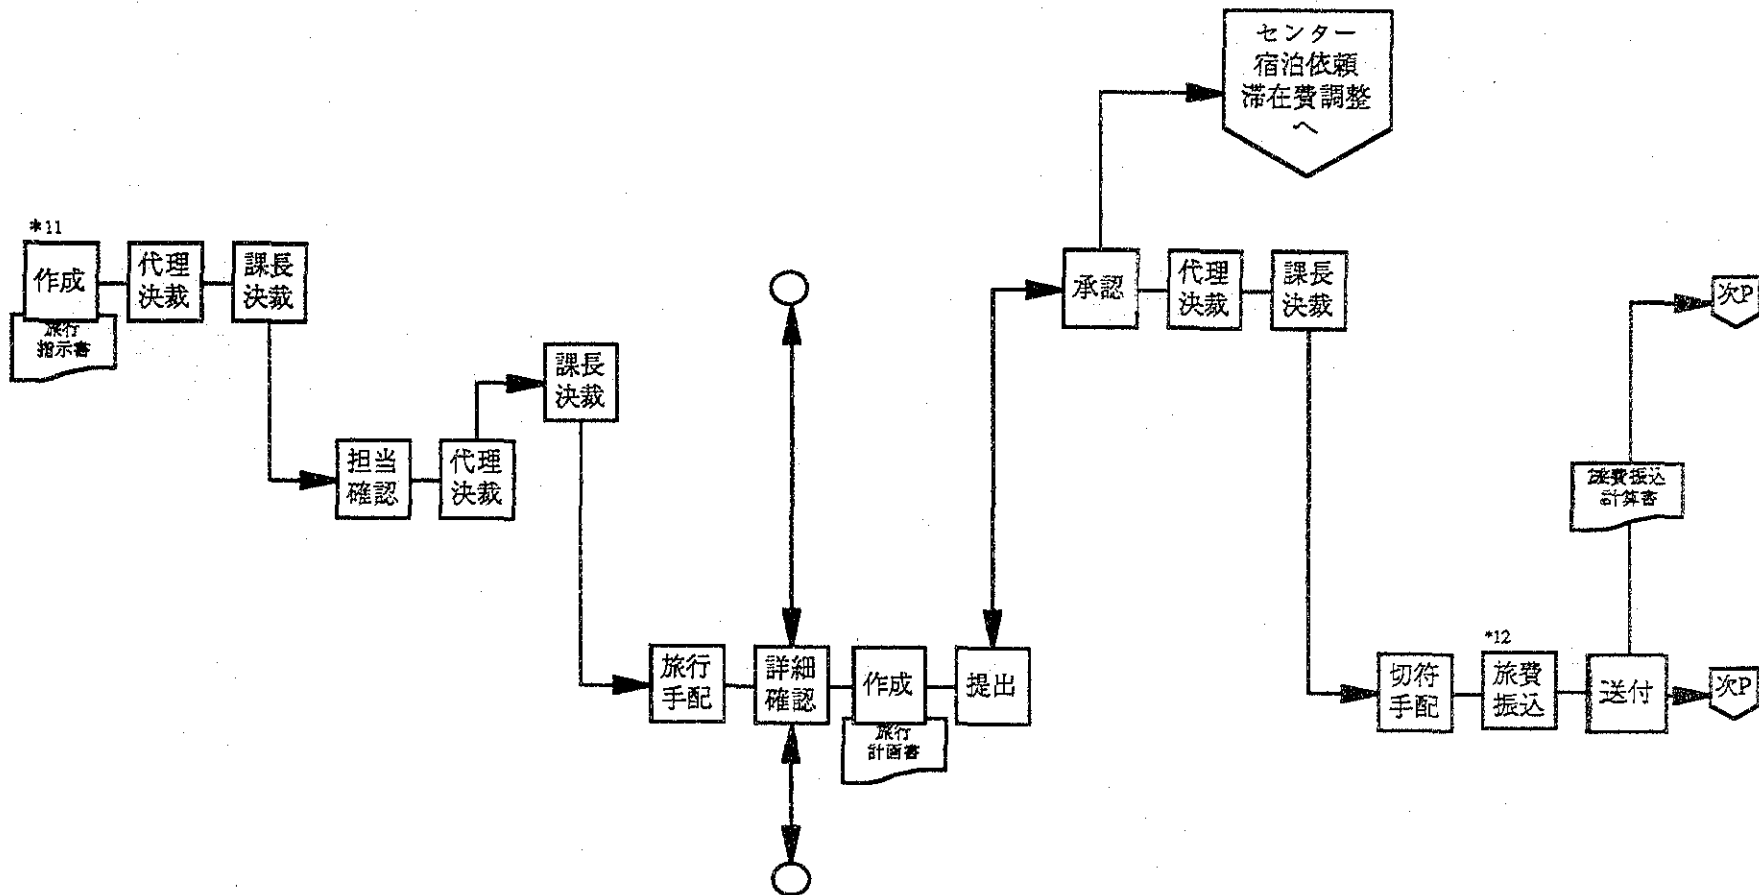 センター
宿泊依頼
滞在費調整
へ
*11
作成
旅行
指示書
代理
決裁
課長
決裁
担当
確認
代理
決裁
課長
決裁
旅行
手配
詳細
確認
作成
旅行
計画書
提出
承認
代理
決裁
課長
決裁
切符
手配
*12
旅費
振込
送付
旅費振込
計算書
次P
次P